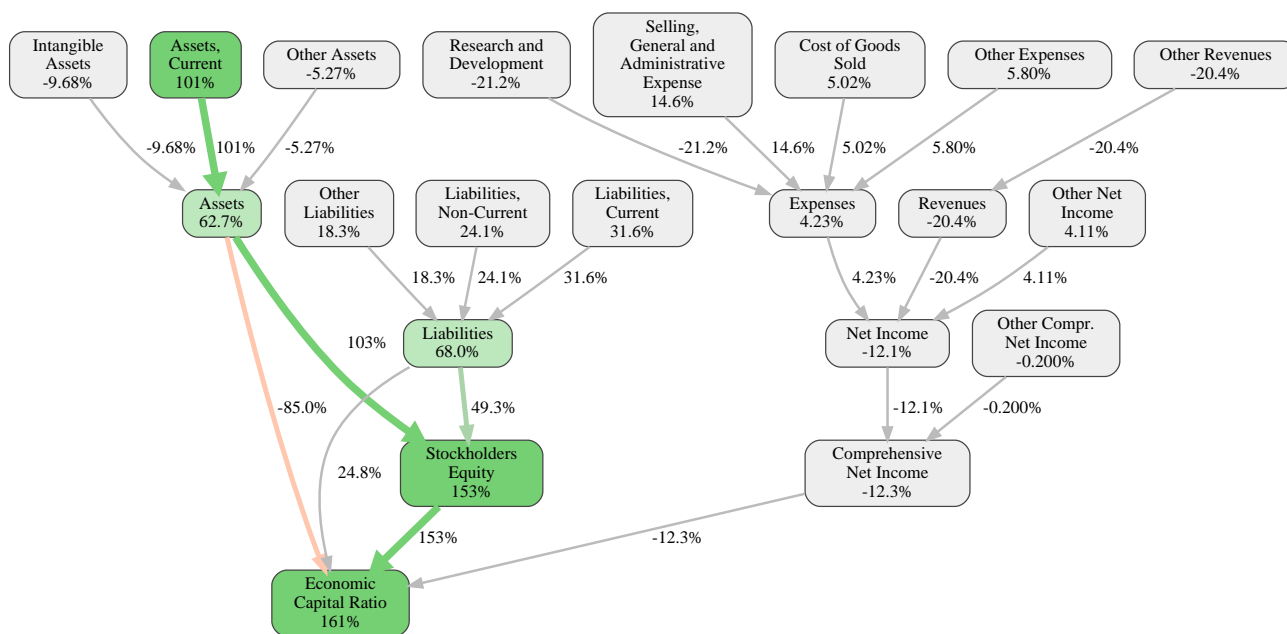 Intangible
Assets
-9.68%
Assets,
Current
101%
Other Assets
-5.27%
Research and
Development
-21.2%
Selling,
General and
Administrative
Expense
14.6%
Cost of Goods
Sold
5.02%
Other Expenses
5.80%
Other Revenues
-20.4%
-9.68%
101%
-5.27%
-21.2%
14.6%
5.02%
5.80%
-20.4%
Assets
62.7%
Other
Liabilities
18.3%
Liabilities,
Non-Current
24.1%
Liabilities,
Current
31.6%
Expenses
4.23%
Revenues
-20.4%
Other Net
Income
4.11%
18.3%
24.1%
31.6%
4.23%
-20.4%
4.11%
103%
Liabilities
68.0%
Net Income
-12.1%
Other Compr.
Net Income
-0.200%
-85.0%
49.3%
-12.1%
-0.200%
24.8%
Stockholders
Equity
153%
Comprehensive
Net Income
-12.3%
153%
-12.3%
Economic
Capital Ratio
161%